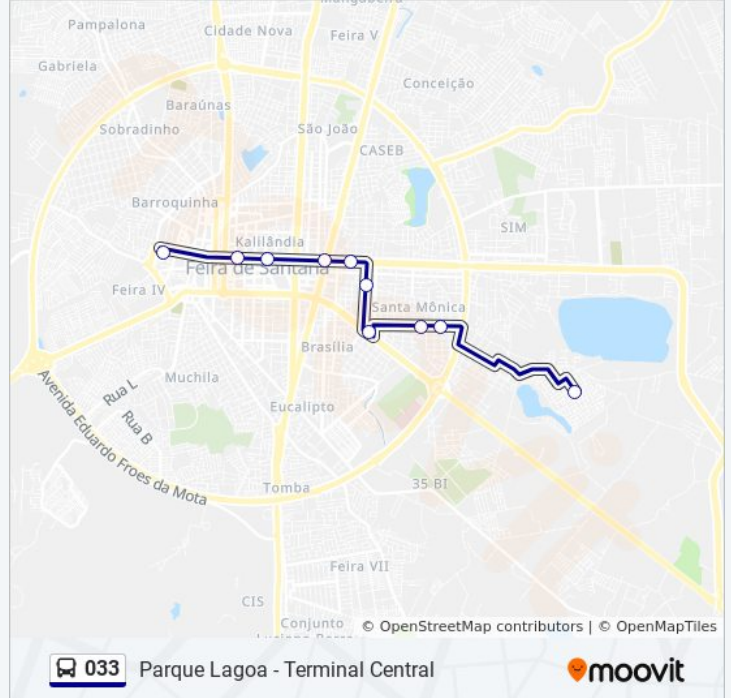 Mangabeira
Pampalona
Cidade Nova
Feira V
Gabriela
Conceição
Baraúnas
Sobradinho
São João
CASEB
Barroquinha
SIM
Kalilândia
Feira de Santana
Feira IV
Santa Mônica
Brasília
Muchila
Rua L
Eucalipto
Rua B
Avenida Eduardo Froes da Mota
Tomba
35 BI
Feira VII
CIS
Conjunto
© OpenStreetMap contributors | © OpenMapTiles
033 Parque Lagoa - Terminal Central
moovit